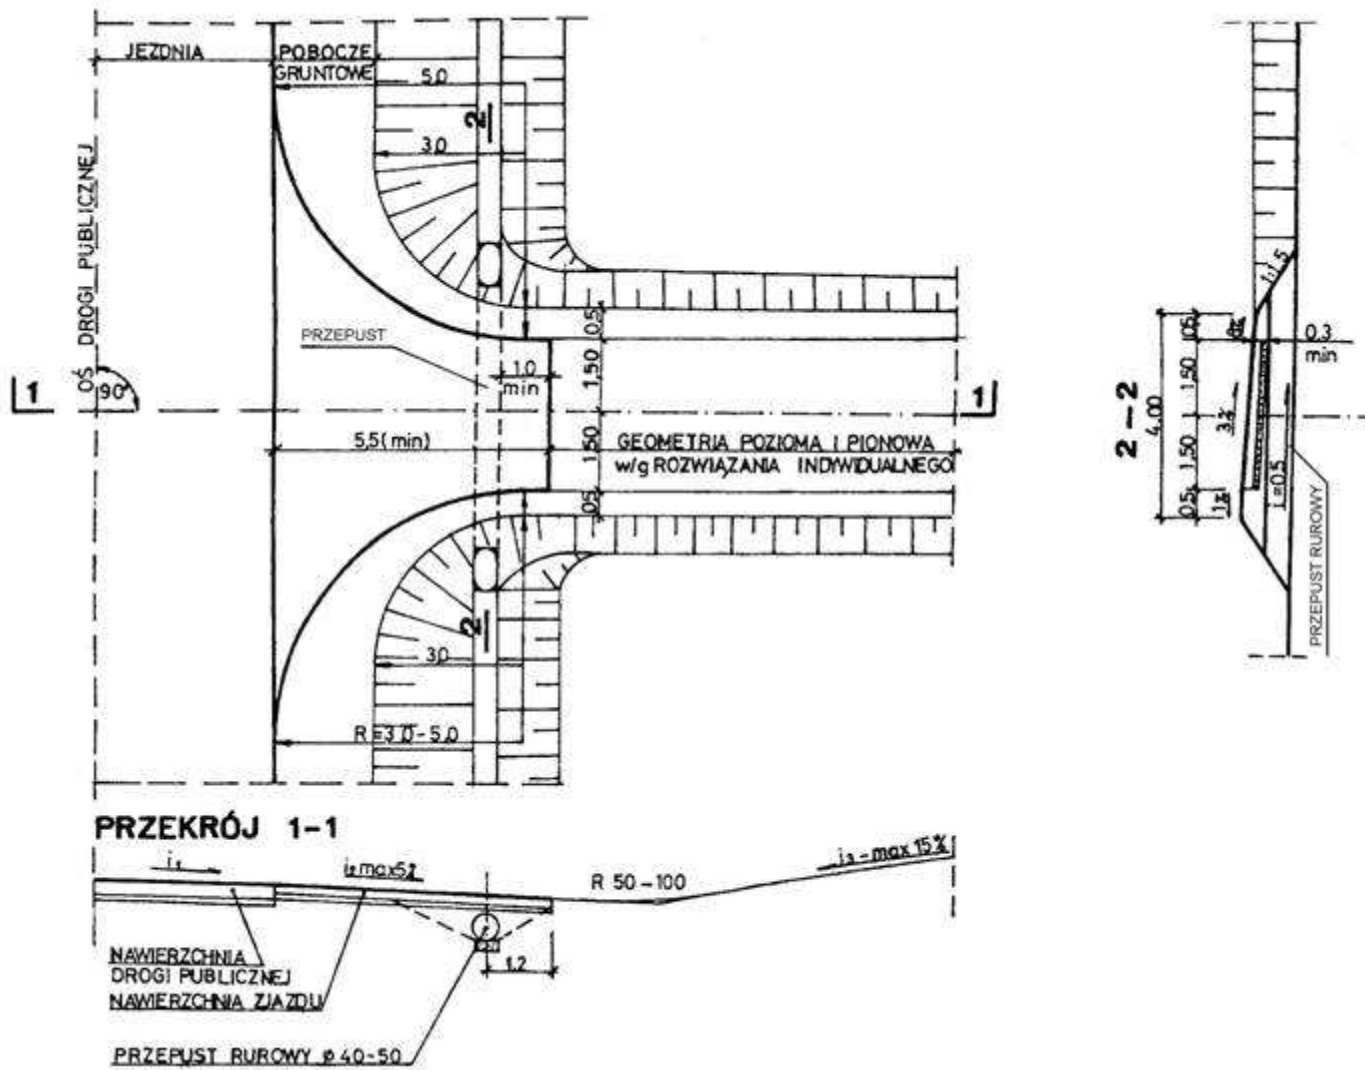 JEZDNIA
POBOCZE
GRUNTOWE
5,0
2
3,0
OŚ DROGI PUBLICZNEJ
PRZEPUST
0,5
1,0
min
1,50
1
90°
1
5,5(min)
1,50
GEOMETRIA POZIOMA I PIONOWA
w/g ROZWIĄZANIA INDYWIDUALNEGO
0,5
2
3,0
R=3,0-5,0
1:1,5
0,5
0,3
min
1,50
2-2
4,00
3%
1,50
i=0,5
0,5
1%
PRZEPUST RUROWY
PRZEKRÓJ 1-1
i₁
i₂max5%
R 50-100
i₃-max 15%
NAWIERZCHNIA
DROGI PUBLICZNEJ
1,2
NAWIERZCHNIA ZJAZDU
PRZEPUST RUROWY ø 40-50